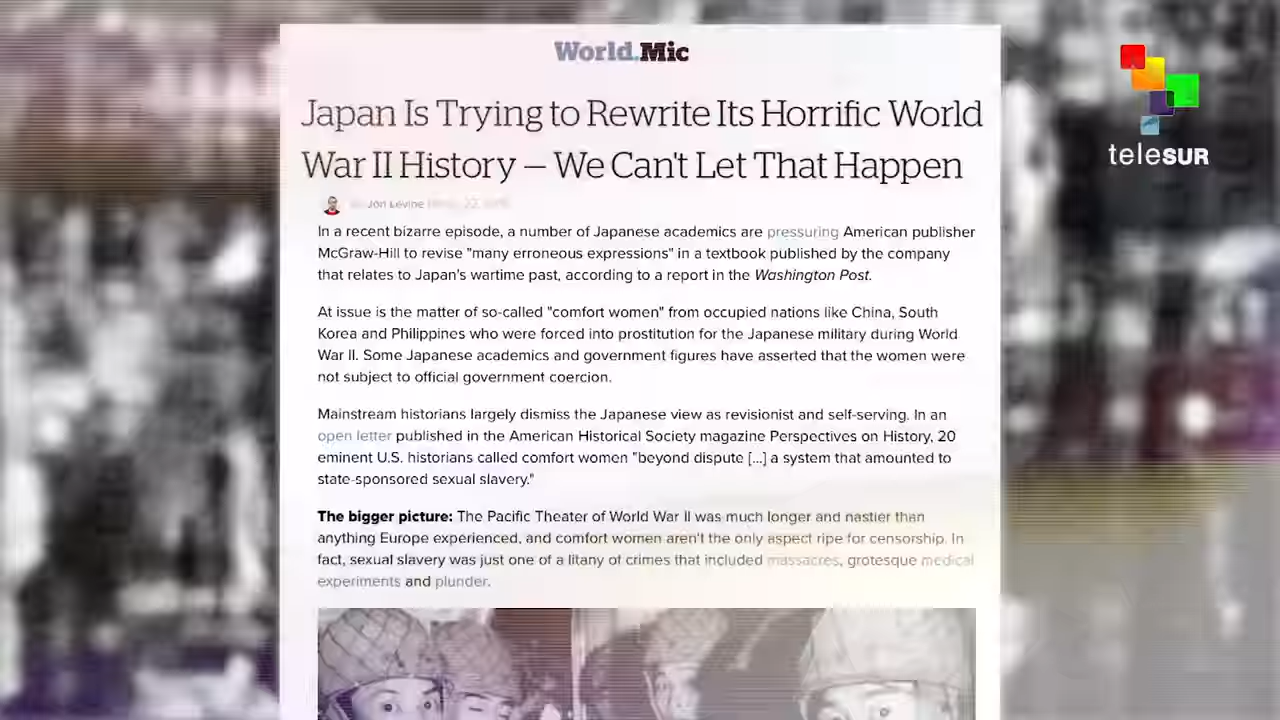 World.Mic
Japan Is Trying to Rewrite Its Horrific World
War II History – We Can't Let That Happen
Jon Levine
In a recent bizarre episode, a number of Japanese academics are pressuring American publisher
McGraw-Hill to revise "many erroneous expressions" in a textbook published by the company
that relates to Japan's wartime past, according to a report in the Washington Post.
At issue is the matter of so-called "comfort women" from occupied nations like China, South
Korea and Philippines who were forced into prostitution for the Japanese military during World
War II. Some Japanese academics and government figures have asserted that the women were
not subject to official government coercion.
Mainstream historians largely dismiss the Japanese view as revisionist and self-serving. In an
open letter published in the American Historical Society magazine Perspectives on History, 20
eminent U.S. historians called comfort women "beyond dispute [...] a system that amounted to
state-sponsored sexual slavery."
The bigger picture: The Pacific Theater of World War II was much longer and nastier than
anything Europe experienced, and comfort women aren't the only aspect ripe for censorship. In
fact, sexual slavery was just one of a litany of crimes that included massacres, grotesque medical
experiments and plunder.
teleSUR